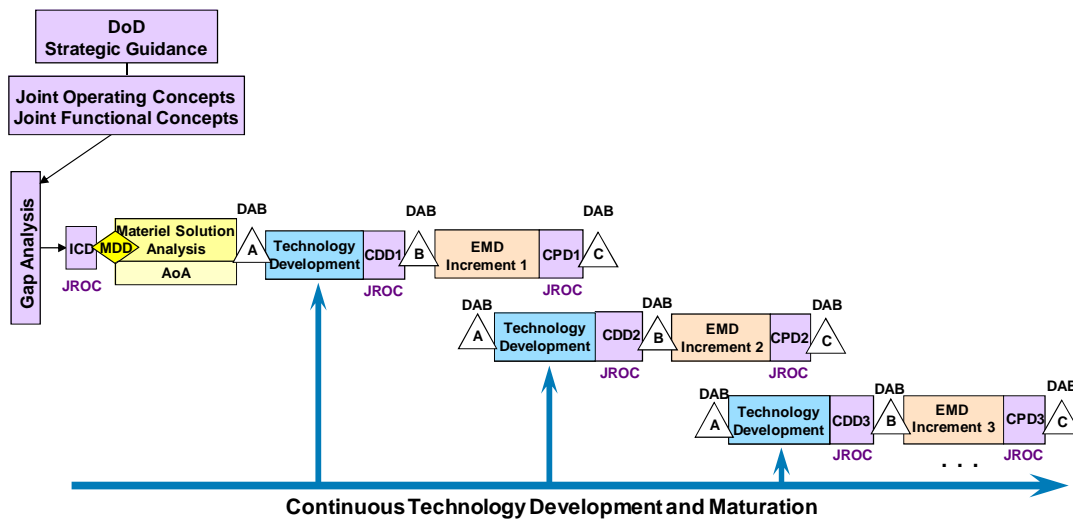 DoD
Strategic Guidance
Joint Operating Concepts
Joint Functional Concepts
Gap Analysis
ICD
JROC
MDD
Materiel Solution
Analysis
AoA
DAB
A
Technology
Development
CDD1
JROC
DAB
B
EMD
Increment 1
CPD1
JROC
DAB
C
DAB
A
Technology
Development
CDD2
JROC
DAB
B
EMD
Increment 2
CPD2
JROC
DAB
C
DAB
A
Technology
Development
CDD3
JROC
DAB
B
EMD
Increment 3
CPD3
JROC
DAB
C
. . .
Continuous Technology Development and Maturation